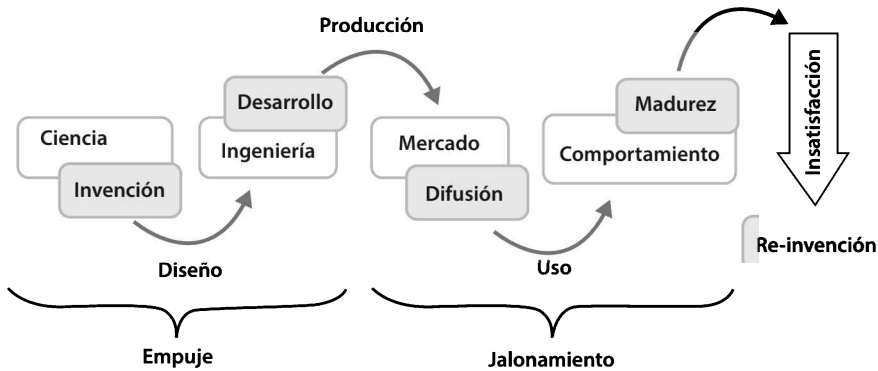 Producción
Desarrollo
Ciencia
Ingeniería
Invención
Diseño
Mercado
Difusión
Madurez
Comportamiento
Uso
Insatisfacción
Re-invención
Empuje
Jalonamiento